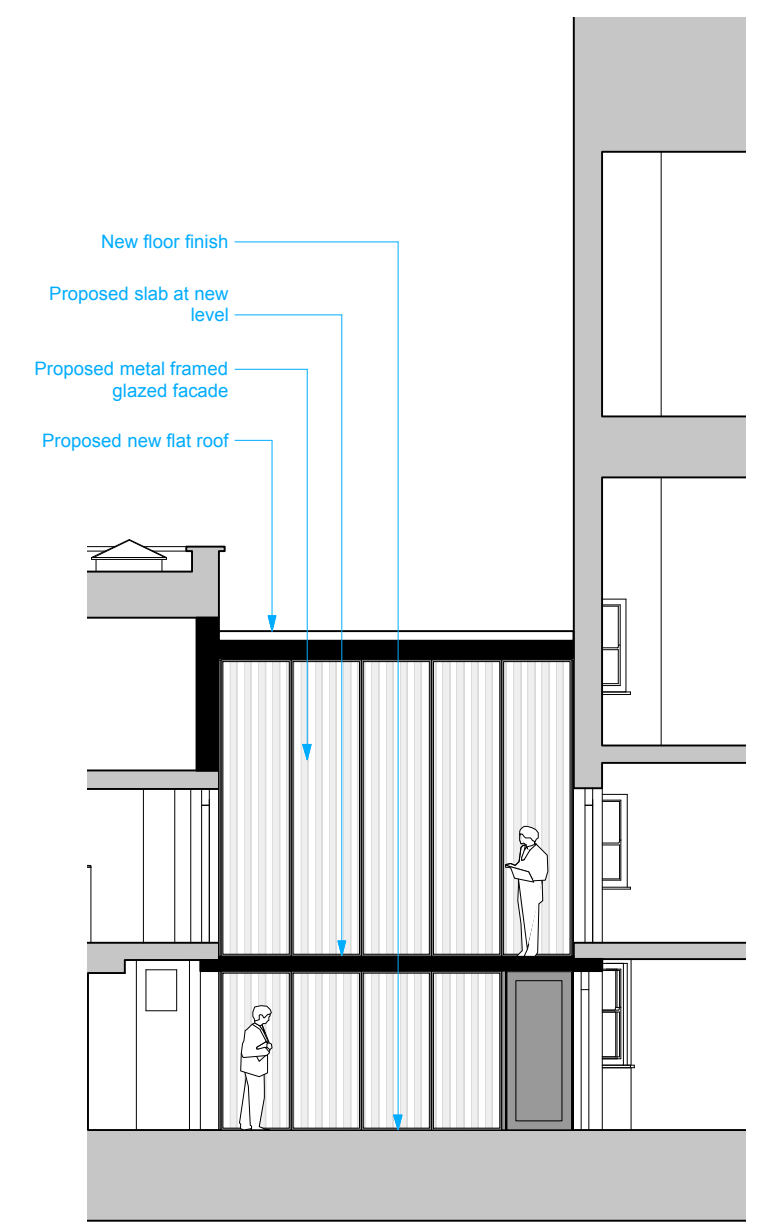 New floor finish
Proposed slab at new
level
Proposed metal framed
glazed facade
Proposed new flat roof